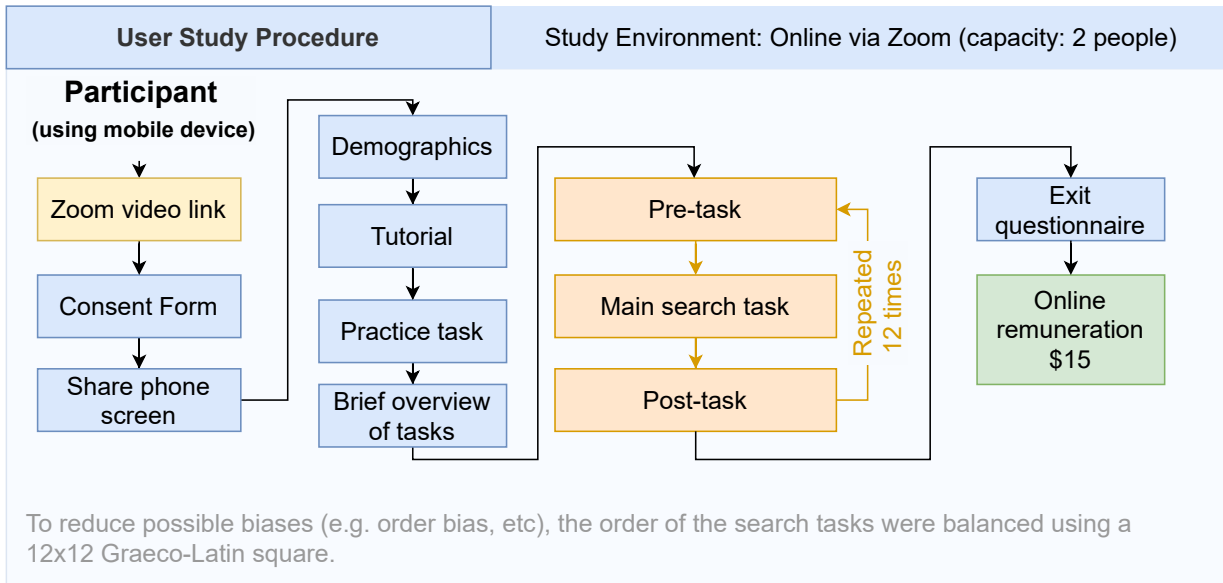 User Study Procedure
Study Environment: Online via Zoom (capacity: 2 people)
Participant
(using mobile device)
Zoom video link
Consent Form
Share phone
screen
Demographics
Tutorial
Practice task
Brief overview
of tasks
Pre-task
Main search task
Post-task
Repeated
12 times
Exit
questionnaire
Online
remuneration
$15
To reduce possible biases (e.g. order bias, etc), the order of the search tasks were balanced using a
12x12 Graeco-Latin square.